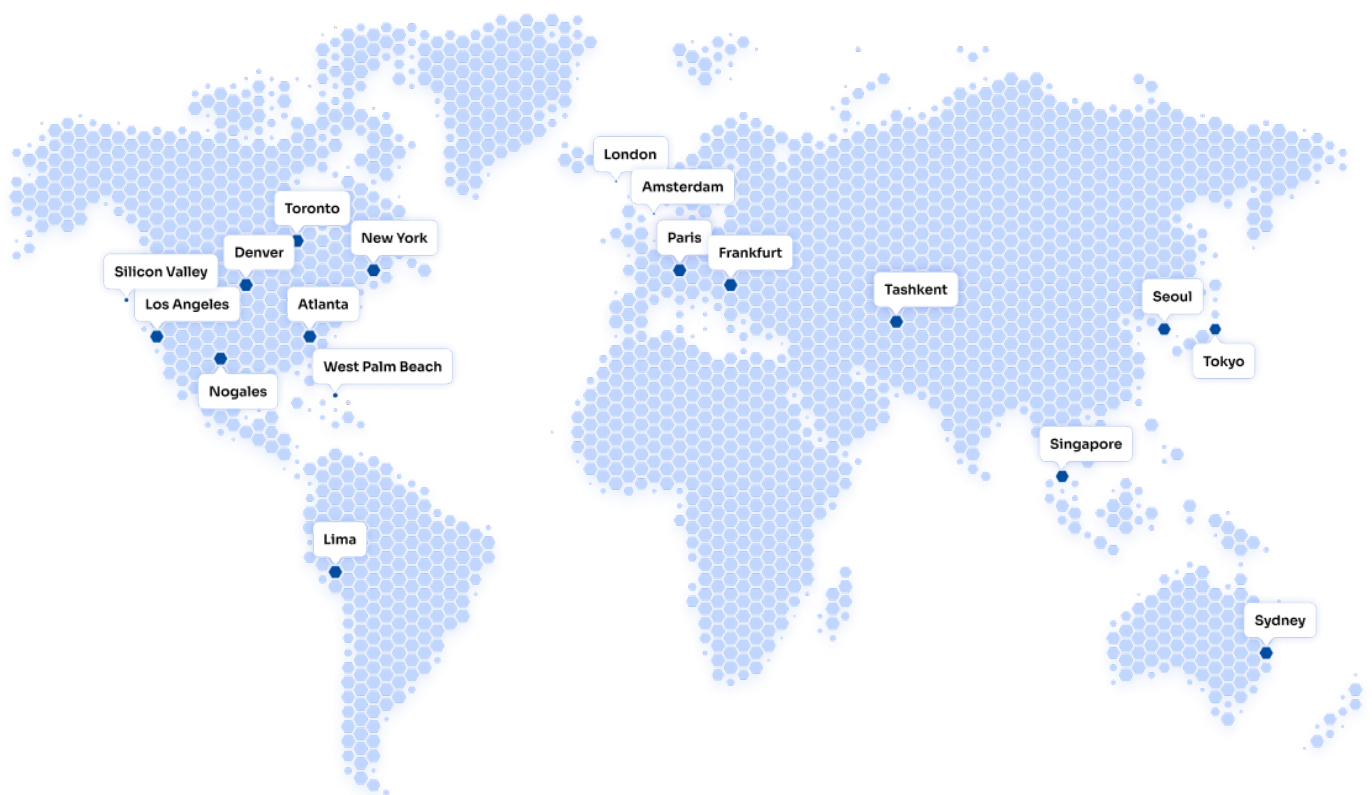 London
Amsterdam
Toronto
New York
Paris
Denver
Frankfurt
Silicon Valley
Los Angeles
Atlanta
Tashkent
Seoul
West Palm Beach
Tokyo
Nogales
Singapore
Lima
Sydney